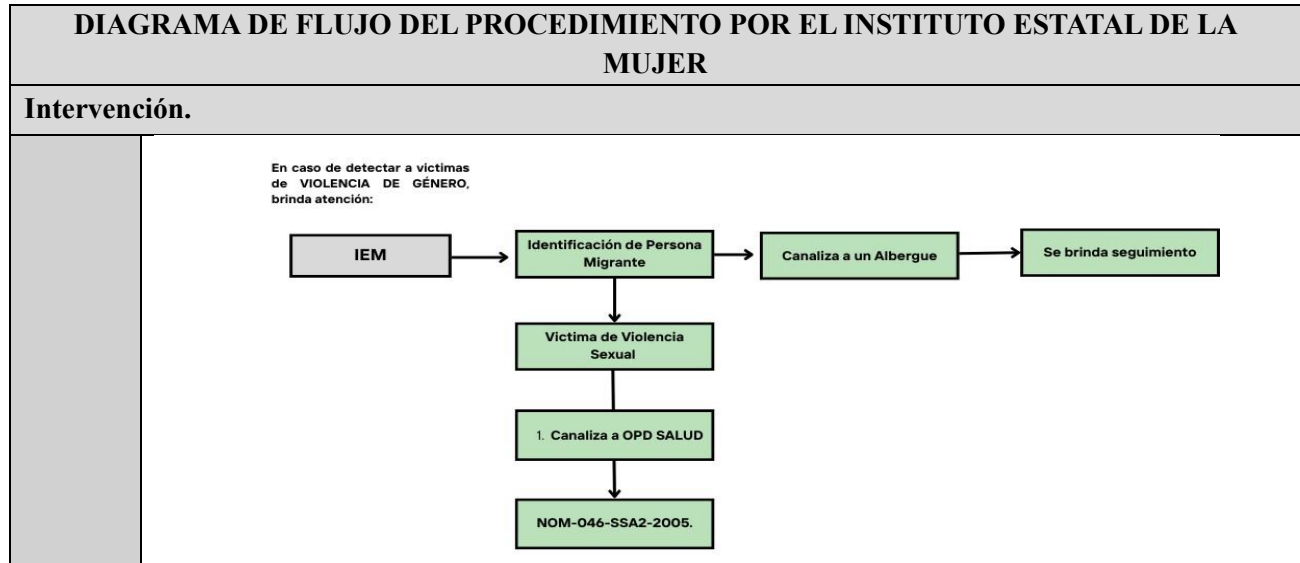 DIAGRAMA DE FLUJO DEL PROCEDIMIENTO POR EL INSTITUTO ESTATAL DE LA
MUJER
Intervención.
En caso de detectar a victimas
de VIOLENCIA DE GÉNERO,
brinda atención:
IEM
Identificación de Persona
Migrante
Canaliza a un Albergue
Se brinda seguimiento
Victima de Violencia
Sexual
1. Canaliza a OPD SALUD
NOM-046-SSA2-2005.